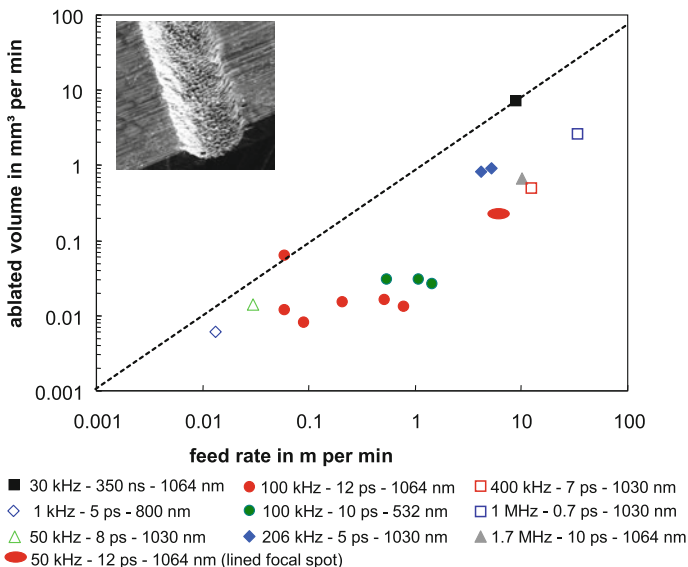 100
10
1
0.1
0.01
0.001
ablated volume in mm³ per min
0.001 0.01 0.1 1 10 100
feed rate in m per min
30 kHz - 350 ns - 1064 nm
100 kHz - 12 ps - 1064 nm
400 kHz - 7 ps - 1030 nm
1 kHz - 5 ps - 800 nm
100 kHz - 10 ps - 532 nm
1 MHz - 0.7 ps - 1030 nm
50 kHz - 8 ps - 1030 nm
206 kHz - 5 ps - 1030 nm
1.7 MHz - 10 ps - 1064 nm
50 kHz - 12 ps - 1064 nm (lined focal spot)